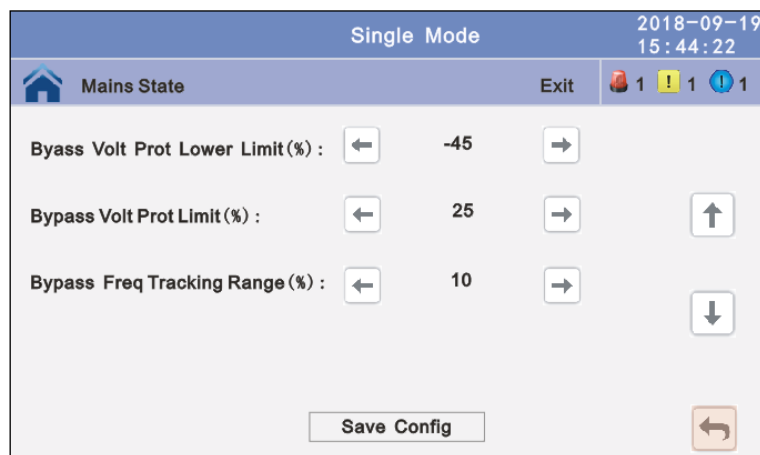 Single Mode
2018-09-19
15:44:22
Mains State
Exit
1
! 1
! 1
Byass Volt Prot Lower Limit(%) :
-45
Bypass Volt Prot Limit(%) :
25
Bypass Freq Tracking Range(%) :
10
Save Config